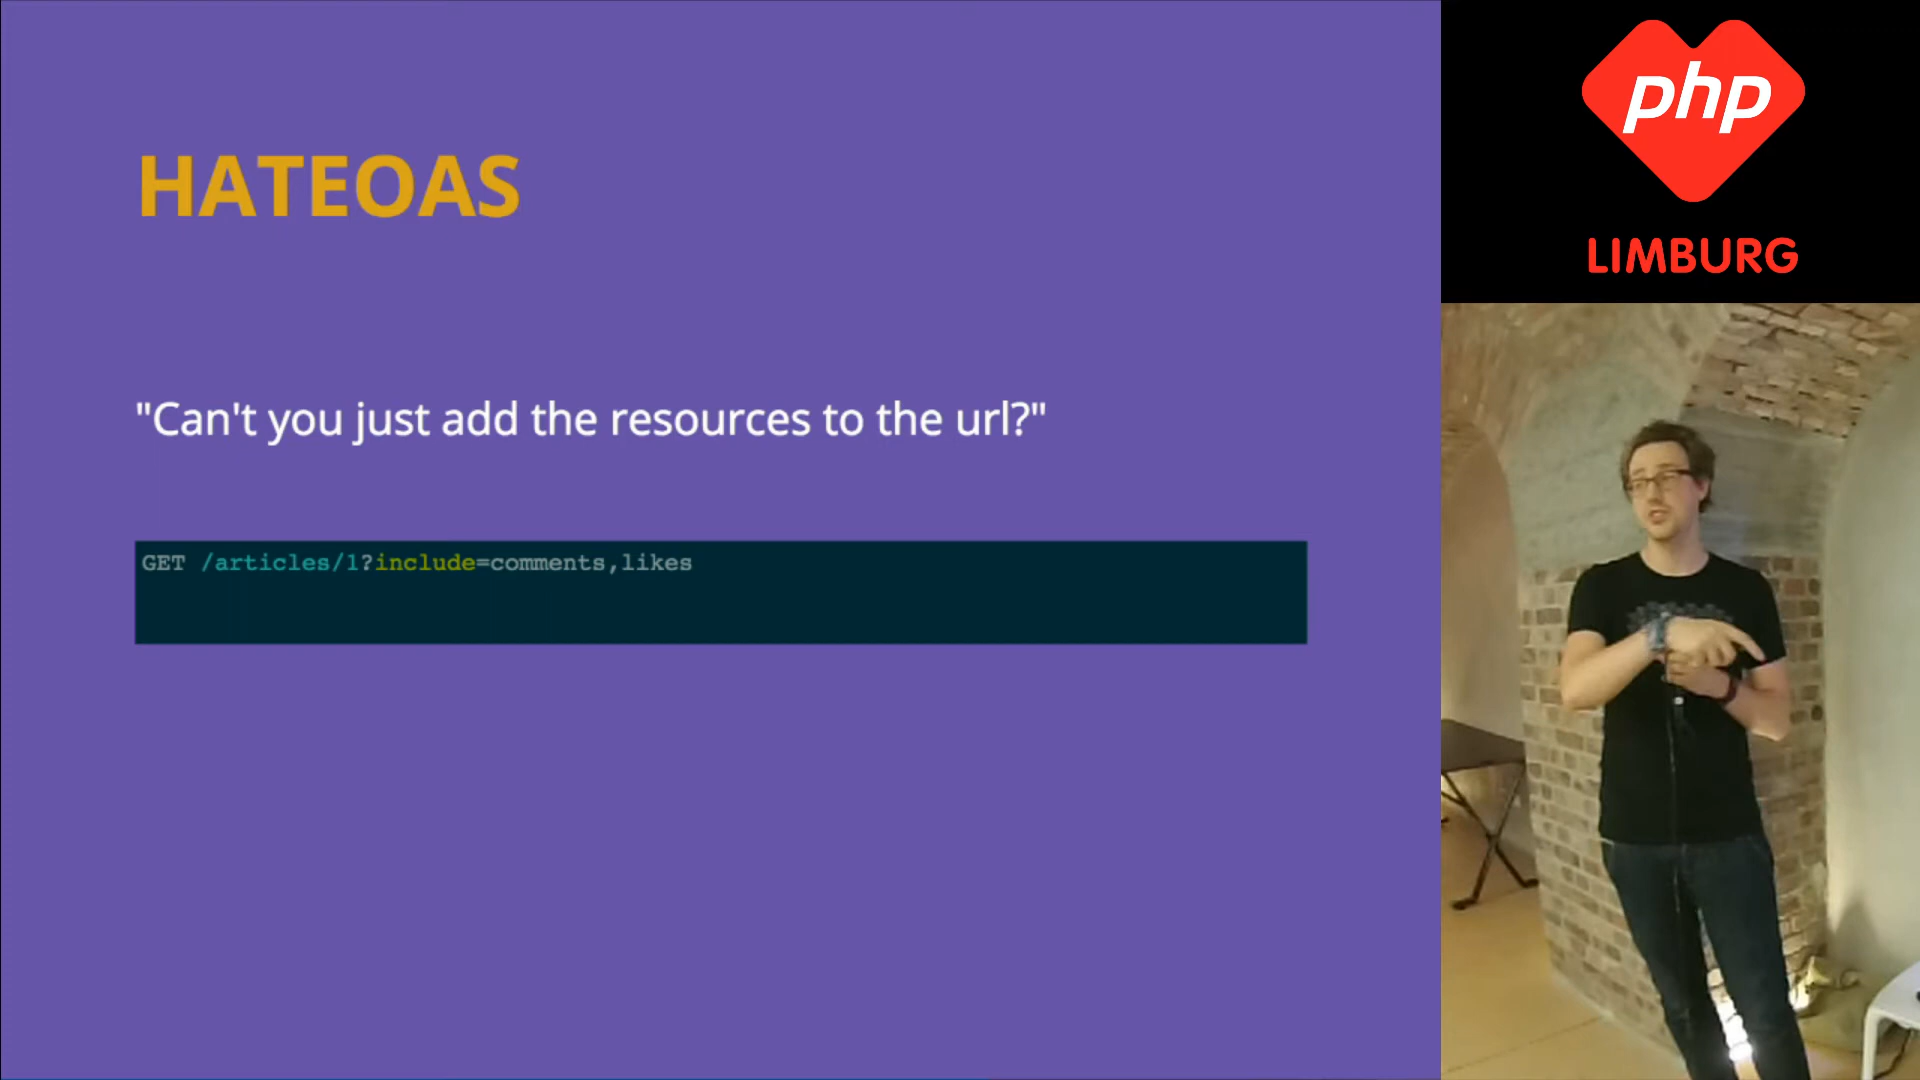 HATEOAS
"Can't you just add the resources to the url?"
GET /articles/1?include=comments,likes
php
LIMBURG